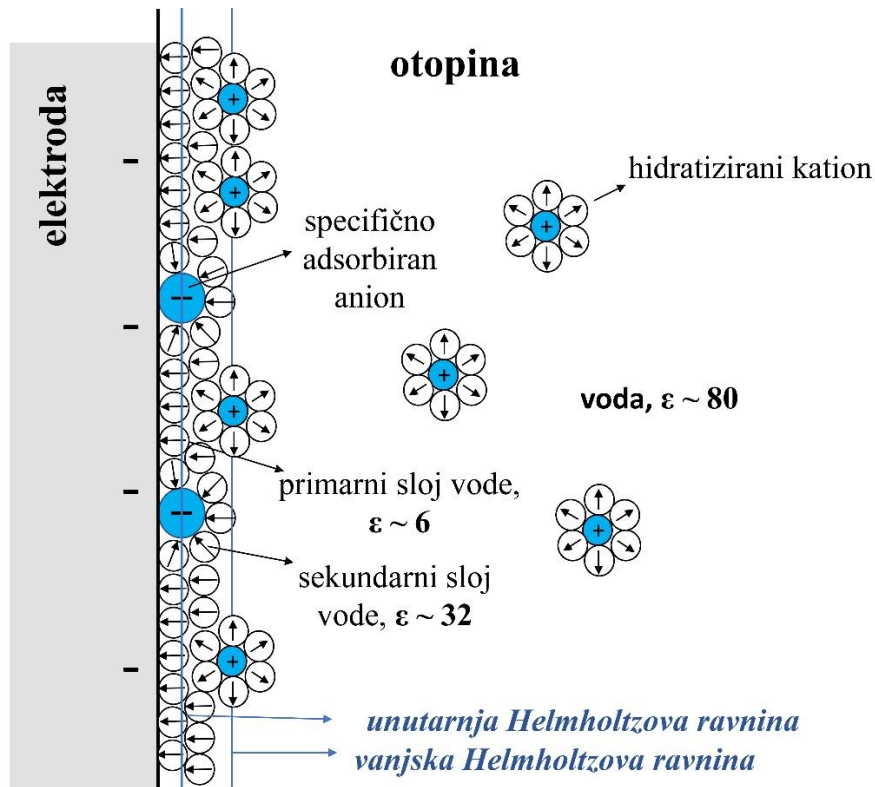 otopina
elektroda
hidratizirani kation
specifično
adsorbiran
anion
voda, ε ~ 80
primarni sloj vode,
ε ~ 6
sekundarni sloj
vode, ε ~ 32
unutarnja Helmholtzova ravnina
vanjska Helmholtzova ravnina
-
-
-
-
+
+
+
+
+
+
+
--
--